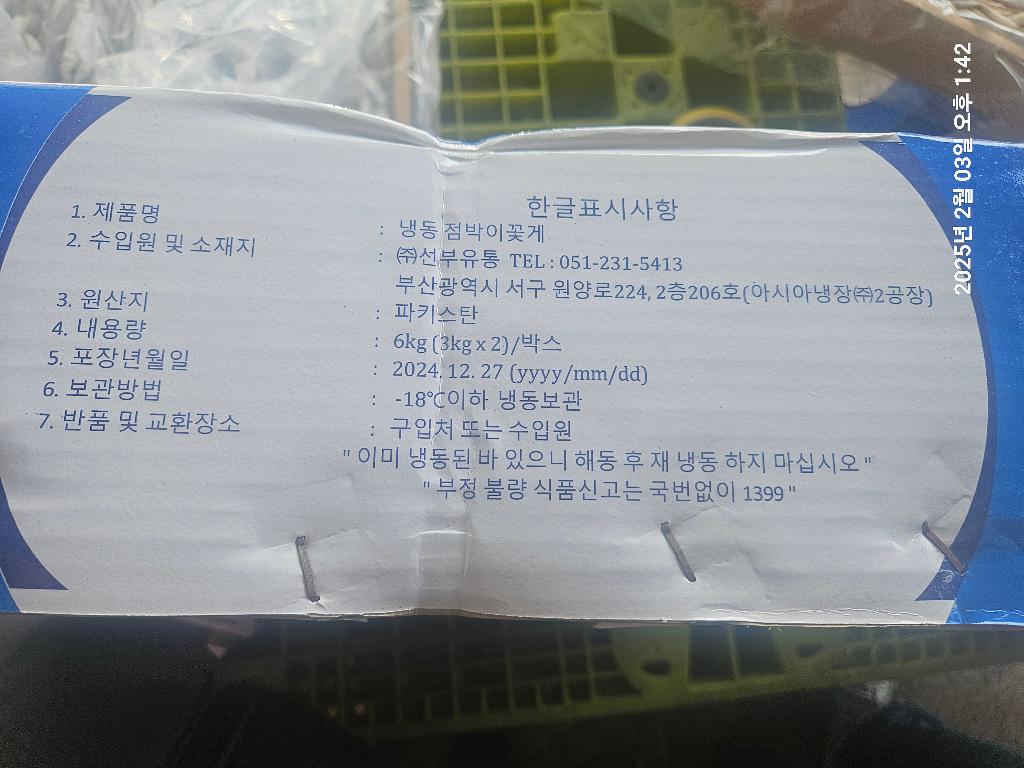 한글표시사항
1. 제품명 : 냉동 점박이꽃게
2. 수입원 및 소재지 : ㈜선부유통 TEL : 051-231-5413
부산광역시 서구 원양로224, 2층206호(아시아냉장㈜2공장)
3. 원산지 : 파키스탄
4. 내용량 : 6kg (3kg x 2)/박스
5. 포장년월일 : 2024. 12. 27 (yyyy/mm/dd)
6. 보관방법 : -18℃이하 냉동보관
7. 반품 및 교환장소 : 구입처 또는 수입원
" 이미 냉동된 바 있으니 해동 후 재 냉동 하지 마십시오 "
" 부정 불량 식품신고는 국번없이 1399 "
2025년 2월 03일 오후 1:42